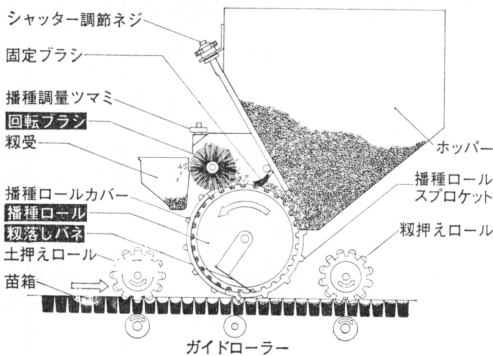 シャッター調節ネジ
固定ブラシ
播種調量ツマミ
回転ブラシ
籾受
播種ロールカバー
播種ロール
籾落しバネ
土押えロール
苗箱
ホッパー
播種ロール
スプロケット
籾押えロール
ガイドローラー